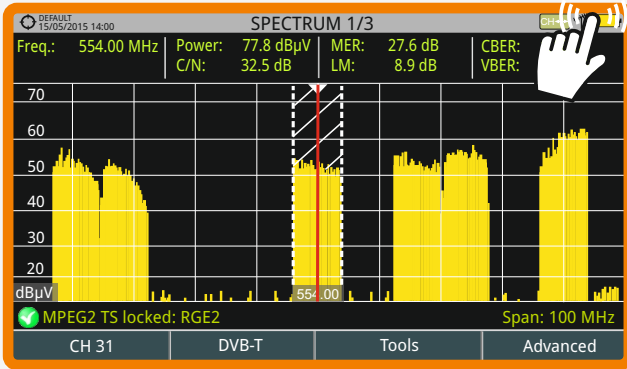 DEFAULT
15/05/2015 14:00
SPECTRUM 1/3
CH
Freq.: 554.00 MHz Power: 77.8 dBµV MER: 27.6 dB CBER:
C/N: 32.5 dB LM: 8.9 dB VBER:
70
60
50
40
30
20
dBµV
554.00
MPEG2 TS locked: RGE2 Span: 100 MHz
CH 31 DVB-T Tools Advanced